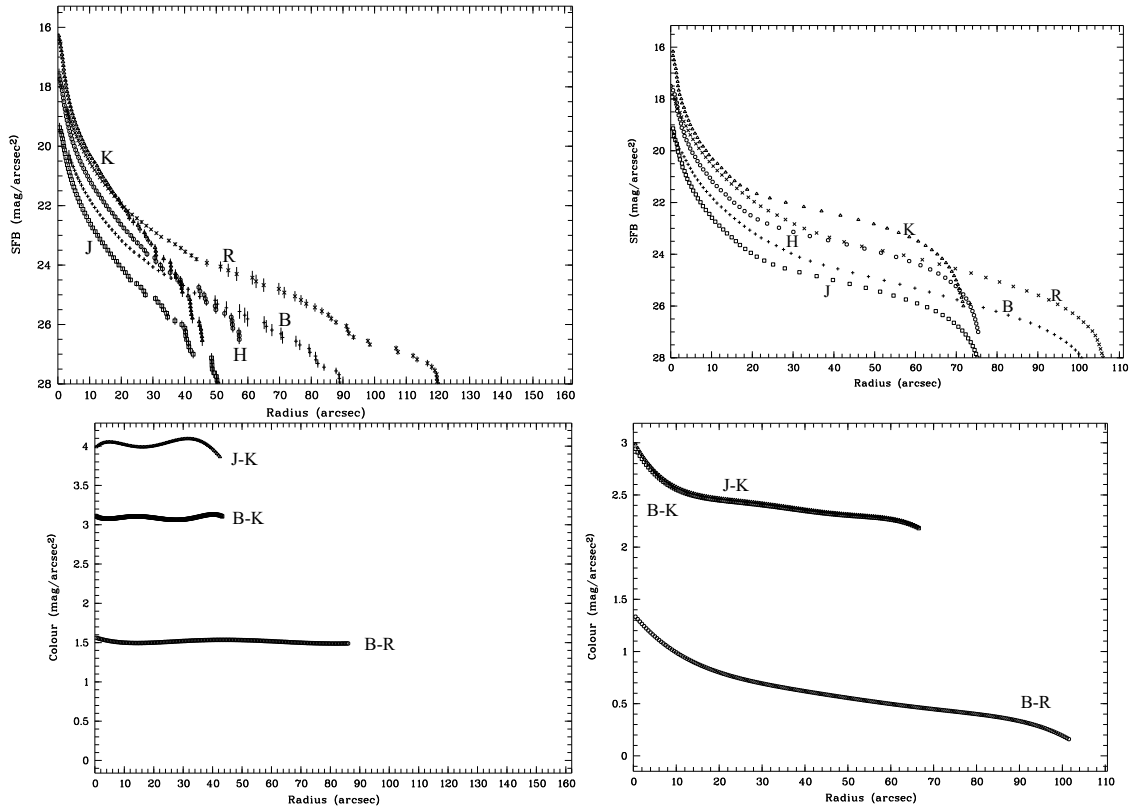 16
18
20
22
24
26
28
SFB (mag/arcsec²)
K
J
R
B
H
0 10 20 30 40 50 60 70 80 90 100 110 120 130 140 150 160
Radius (arcsec)
16
18
20
22
24
26
28
SFB (mag/arcsec²)
K
H
J
R
B
0 10 20 30 40 50 60 70 80 90 100 110
Radius (arcsec)
4
3.5
3
2.5
2
1.5
1
0.5
0
Colour (mag/arcsec²)
J-K
B-K
B-R
0 10 20 30 40 50 60 70 80 90 100 110 120 130 140 150 160
Radius (arcsec)
3
2.5
2
1.5
1
0.5
0
Colour (mag/arcsec²)
J-K
B-K
B-R
0 10 20 30 40 50 60 70 80 90 100 110
Radius (arcsec)